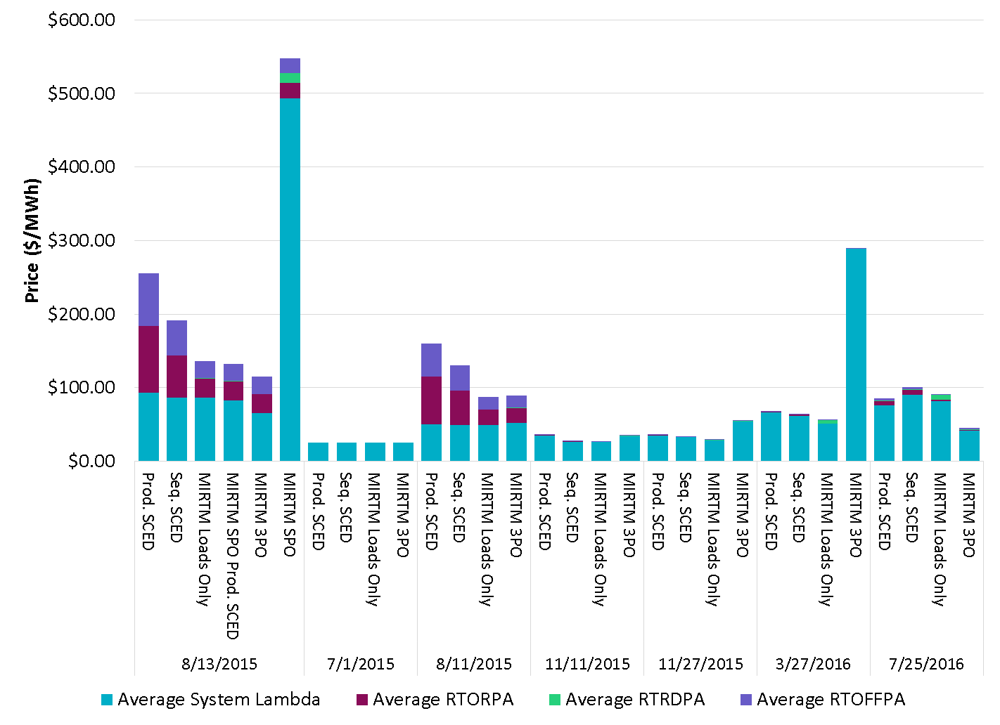 $600.00
$500.00
$400.00
$300.00
$200.00
$100.00
$0.00
Price ($/MWh)
Prod. SCED
Seq. SCED
MIRTM Loads Only
MIRTM SPO Prod. SCED
MIRTM 3PO
MIRTM SPO
Prod. SCED
Seq. SCED
MIRTM Loads Only
MIRTM 3PO
Prod. SCED
Seq. SCED
MIRTM Loads Only
MIRTM 3PO
Prod. SCED
Seq. SCED
MIRTM Loads Only
MIRTM 3PO
Prod. SCED
Seq. SCED
MIRTM Loads Only
MIRTM 3PO
Prod. SCED
Seq. SCED
MIRTM Loads Only
MIRTM 3PO
Prod. SCED
Seq. SCED
MIRTM Loads Only
MIRTM 3PO
8/13/2015
7/1/2015
8/11/2015
11/11/2015
11/27/2015
3/27/2016
7/25/2016
Average System Lambda
Average RTORPA
Average RTRDPA
Average RTOFFPA